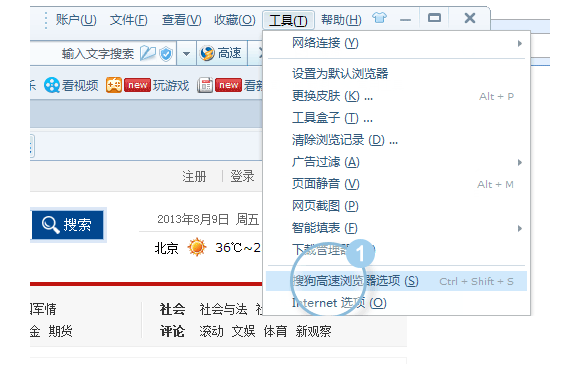 账户(U) 文件(F) 查看(V) 收藏(O) 工具(T) 帮助(H)
输入文字搜索 高速
乐 看视频 new 玩游戏 new 看新
注册 登录
搜索
2013年8月9日 周五
北京 36℃~2
军情
金 期货
社会 社会与法 社
评论 滚动 文娱 体育 新观察
网络连接 (Y)
设置为默认浏览器
更换皮肤 (K) ... Alt + P
工具盒子 (T) ...
清除浏览记录 (D) ...
广告过滤 (A)
页面静音 (V) Alt + M
网页截图 (P)
智能填表 (F)
下载管理器
1
搜狗高速浏览器选项 (S) Ctrl + Shift + S
Internet 选项 (O)